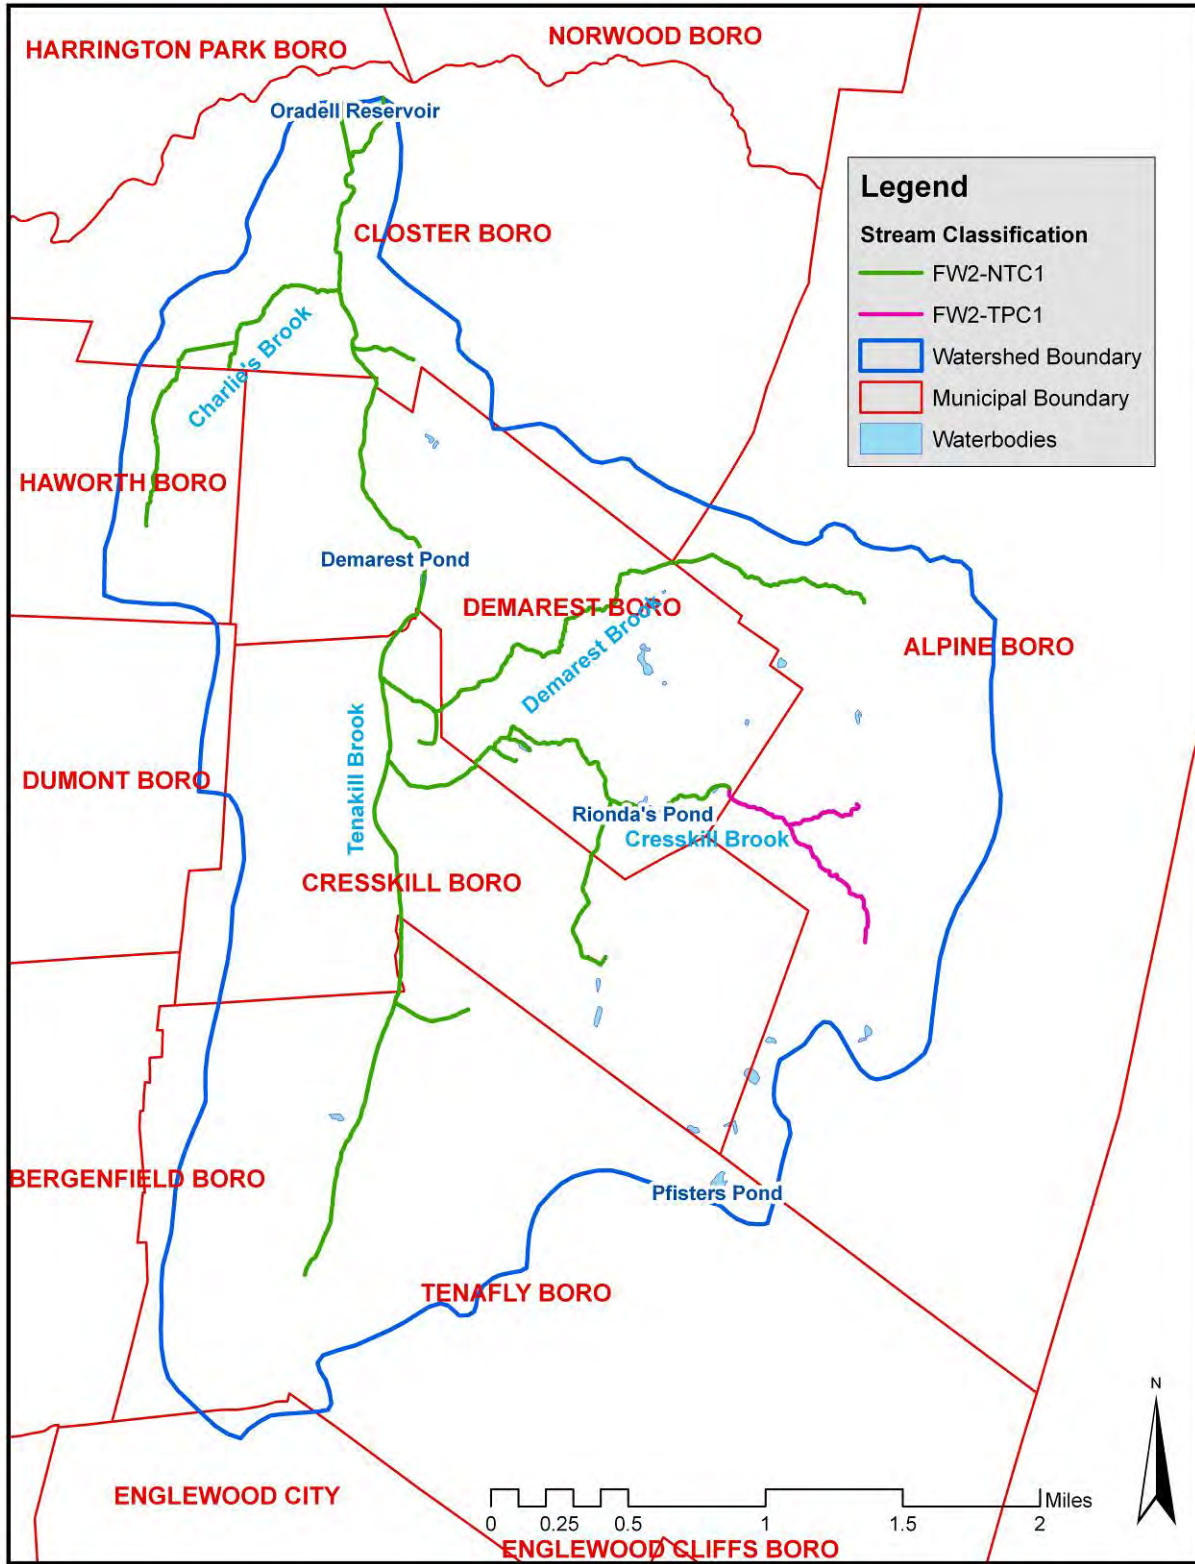 NORWOOD BORO
HARRINGTON PARK BORO
Oradell Reservoir
Legend
Stream Classification
FW2-NTC1
FW2-TPC1
Watershed Boundary
Municipal Boundary
Waterbodies
CLOSTER BORO
Charlie's Brook
HAWORTH BORO
Demarest Pond
DEMAREST BORO
Demarest Brook
ALPINE BORO
Tenakill Brook
DUMONT BORO
Rionda's Pond
Cresskill Brook
CRESSKILL BORO
BERGENFIELD BORO
Pfisters Pond
TENAFLY BORO
N
ENGLEWOOD CITY
Miles
0 0.25 0.5 1 1.5 2
ENGLEWOOD CLIFFS BORO